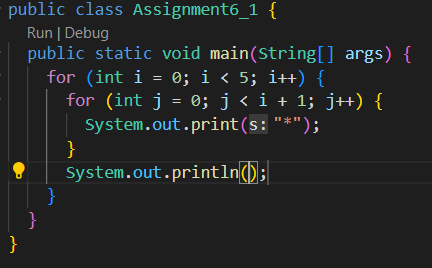 public class Assignment6_1 {
Run | Debug
public static void main(String[] args) {
for (int i = 0; i < 5; i++) {
for (int j = 0; j < i + 1; j++) {
System.out.print(s:"*");
}
System.out.println();
}
}
}